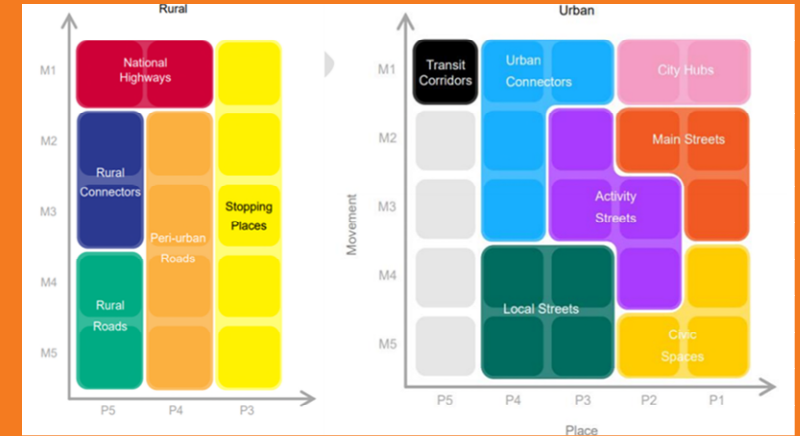 Rural
M1
M2
M3
M4
M5
National
Highways
Rural
Connectors
Peri-urban
Roads
Stopping
Places
Rural
Roads
P5
P4
P3
Urban
Movement
M1
M2
M3
M4
M5
Transit
Corridors
Urban
Connectors
City Hubs
Main Streets
Activity
Streets
Local Streets
Civic
Spaces
P5
P4
P3
P2
P1
Place